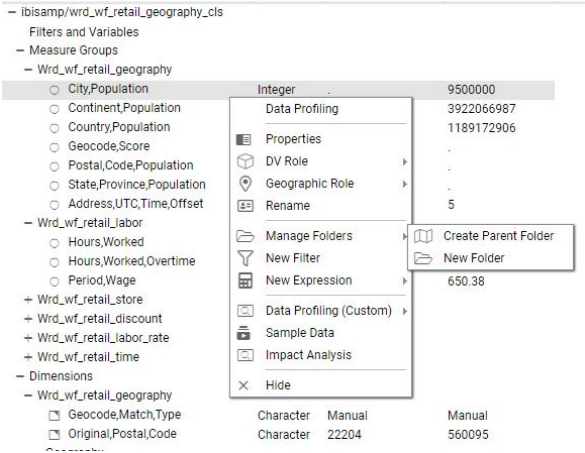 − ibisamp/wrd_wf_retail_geography_cls
Filters and Variables
− Measure Groups
− Wrd_wf_retail_geography
City,Population Integer . 9500000
Continent,Population 3922066987
Country,Population 1189172906
Geocode,Score .
Postal,Code,Population .
State,Province,Population .
Address,UTC,Time,Offset 5
− Wrd_wf_retail_labor
Hours,Worked
Hours,Worked,Overtime
Period,Wage 650.38
+ Wrd_wf_retail_store
+ Wrd_wf_retail_discount
+ Wrd_wf_retail_labor_rate
+ Wrd_wf_retail_time
− Dimensions
− Wrd_wf_retail_geography
Geocode,Match,Type Character Manual Manual
Original,Postal,Code Character 22204 560095
Data Profiling
Properties
DV Role
Geographic Role
Rename
Manage Folders
New Filter
New Expression
Data Profiling (Custom)
Sample Data
Impact Analysis
Hide
Create Parent Folder
New Folder